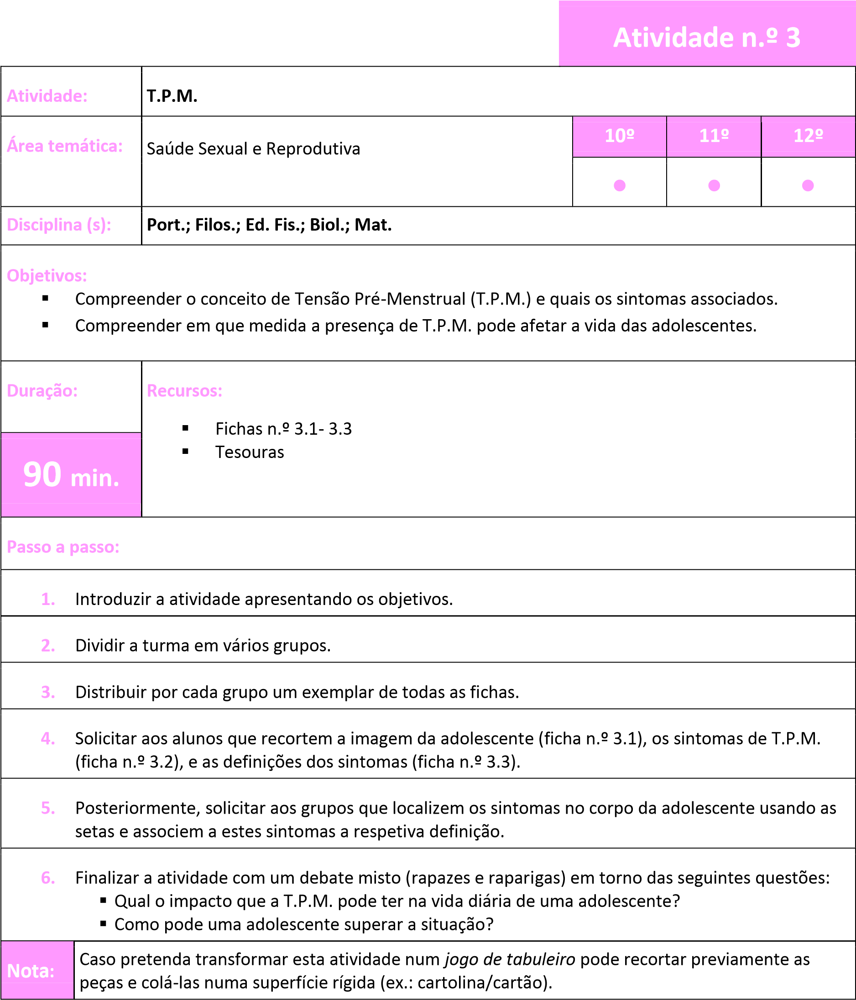 Atividade n.º 3
Atividade:
T.P.M.
Área temática:
Saúde Sexual e Reprodutiva
10º
11º
12º
Disciplina (s):
Port.; Filos.; Ed. Fis.; Biol.; Mat.
Objetivos:
Compreender o conceito de Tensão Pré-Menstrual (T.P.M.) e quais os sintomas associados.
Compreender em que medida a presença de T.P.M. pode afetar a vida das adolescentes.
Duração:
90 min.
Recursos:
Fichas n.º 3.1- 3.3
Tesouras
Passo a passo:
1. Introduzir a atividade apresentando os objetivos.
2. Dividir a turma em vários grupos.
3. Distribuir por cada grupo um exemplar de todas as fichas.
4. Solicitar aos alunos que recortem a imagem da adolescente (ficha n.º 3.1), os sintomas de T.P.M.
(ficha n.º 3.2), e as definições dos sintomas (ficha n.º 3.3).
5. Posteriormente, solicitar aos grupos que localizem os sintomas no corpo da adolescente usando as
setas e associem a estes sintomas a respetiva definição.
6. Finalizar a atividade com um debate misto (rapazes e raparigas) em torno das seguintes questões:
Qual o impacto que a T.P.M. pode ter na vida diária de uma adolescente?
Como pode uma adolescente superar a situação?
Nota:
Caso pretenda transformar esta atividade num jogo de tabuleiro pode recortar previamente as
peças e colá-las numa superfície rígida (ex.: cartolina/cartão).